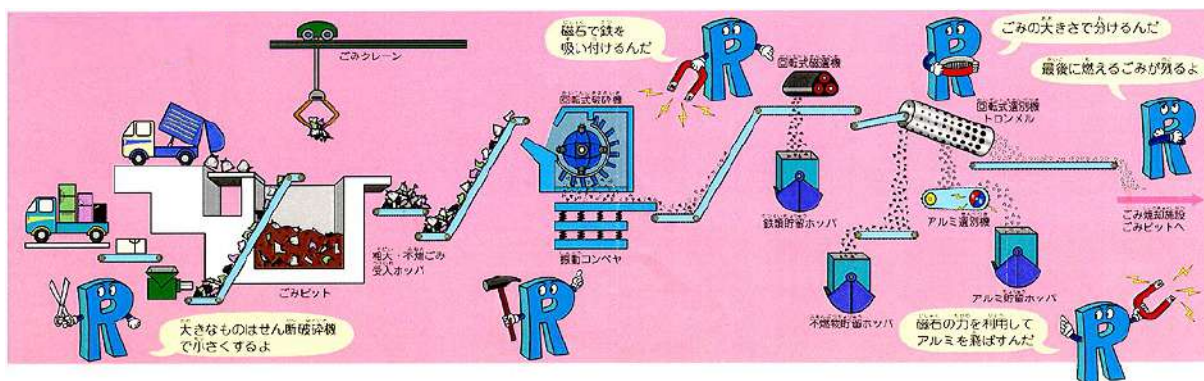 ごみクレーン
磁石で鉄を
吸い付けるんだ
回転式破砕機
回転式磁選機
ごみの大きさで分けるんだ
最後に燃えるごみが残るよ
回転式選別機
トロンメル
粗大・不燃ごみ
受入ホッパ
ごみピット
振動コンベヤ
鉄類貯留ホッパ
アルミ選別機
ごみ焼却施設
ごみピットへ
不燃物貯留ホッパ
アルミ貯留ホッパ
大きなものはせん断破砕機
で小さくするよ
磁石の力を利用して
アルミを飛ばすんだ